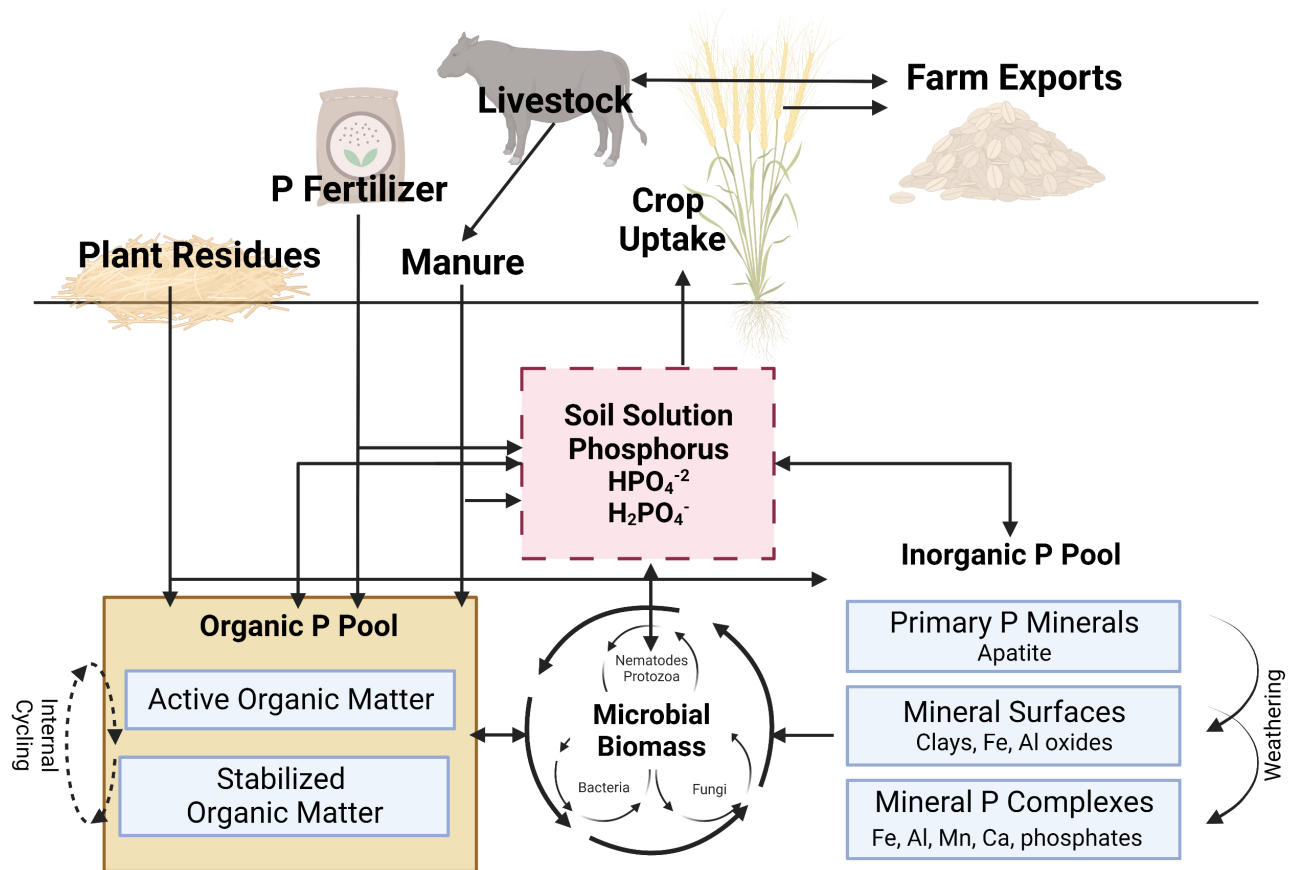 Livestock
Farm Exports
P Fertilizer
Crop
Uptake
Plant Residues
Manure
Soil Solution
Phosphorus
HPO₄⁻²
H₂PO₄⁻
Inorganic P Pool
Organic P Pool
Primary P Minerals
Apatite
Nematodes
Protozoa
Active Organic Matter
Internal
Cycling
Microbial
Biomass
Mineral Surfaces
Clays, Fe, Al oxides
Weathering
Stabilized
Organic Matter
Bacteria
Fungi
Mineral P Complexes
Fe, Al, Mn, Ca, phosphates